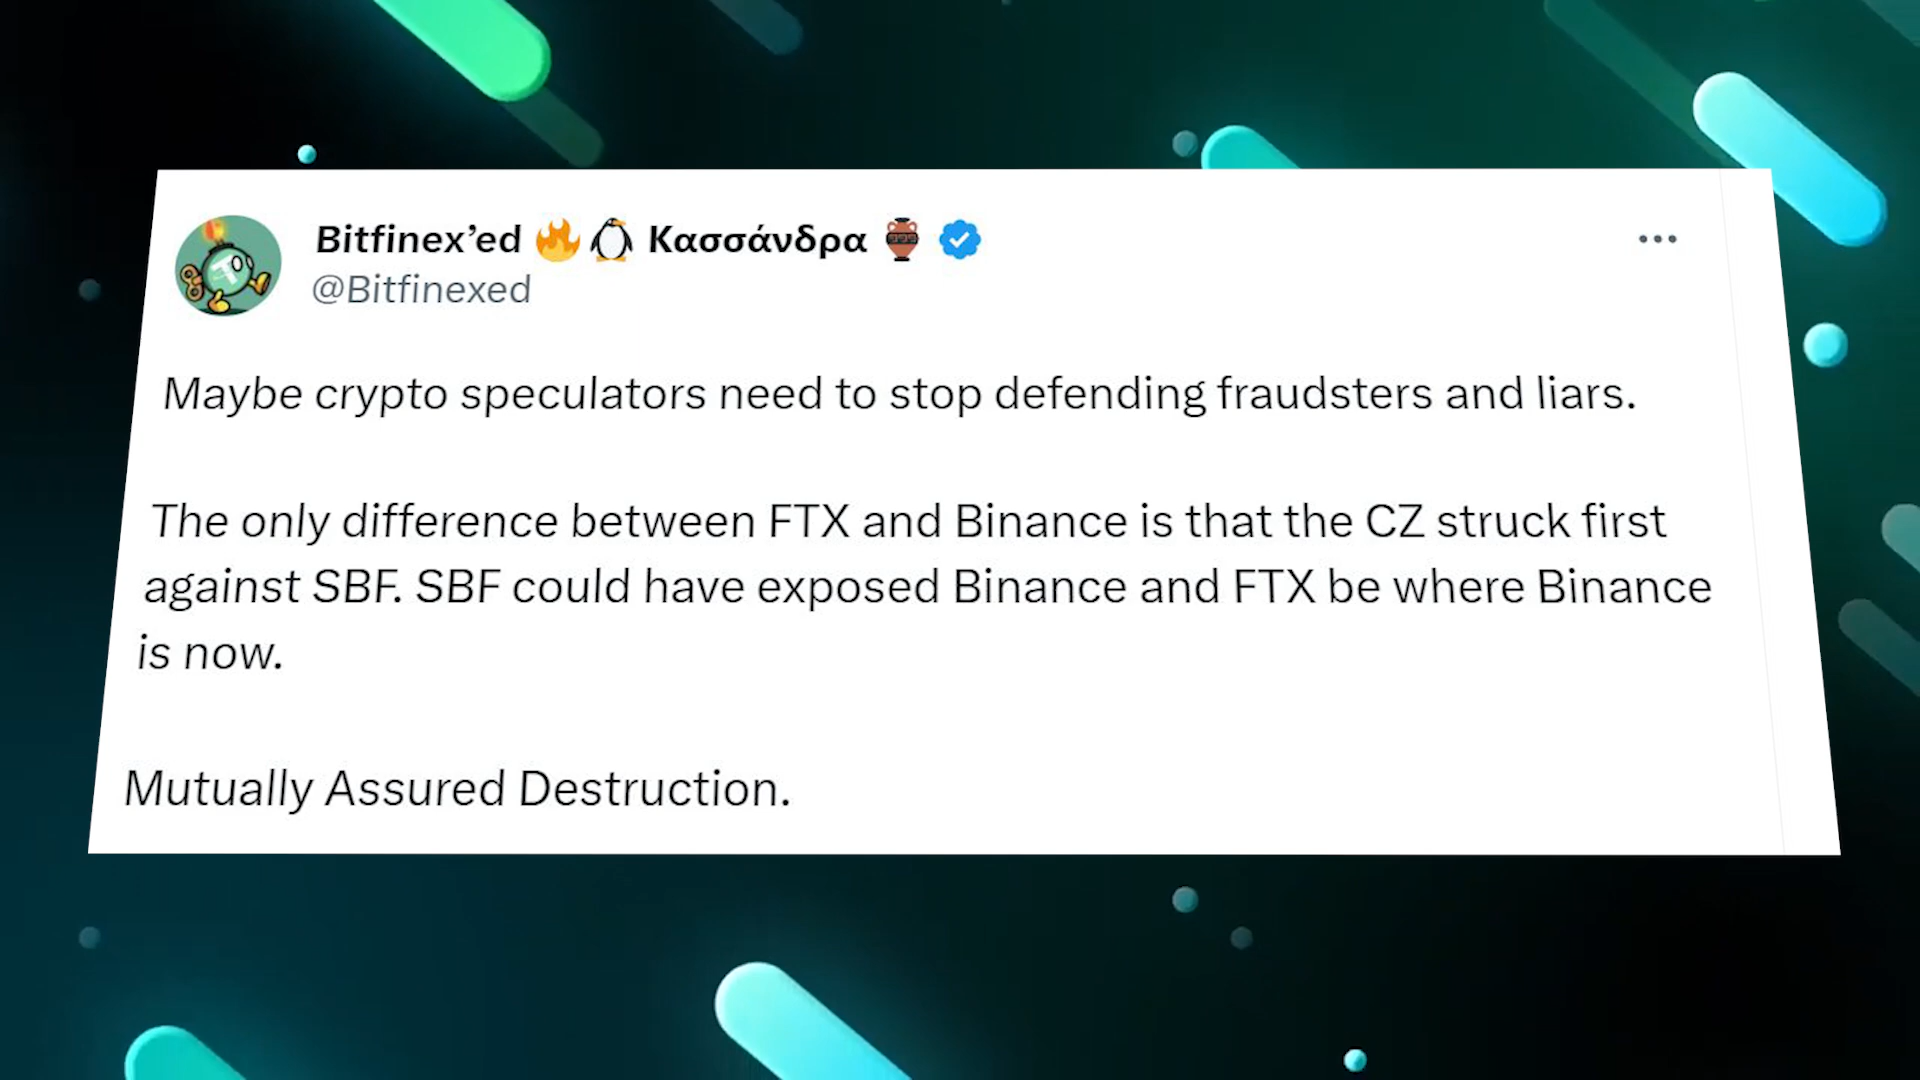 Bitfinex’ed 🔥🐧 Κασσάνδρα 🏺
@Bitfinexed
Maybe crypto speculators need to stop defending fraudsters and liars.
The only difference between FTX and Binance is that the CZ struck first
against SBF. SBF could have exposed Binance and FTX be where Binance
is now.
Mutually Assured Destruction.